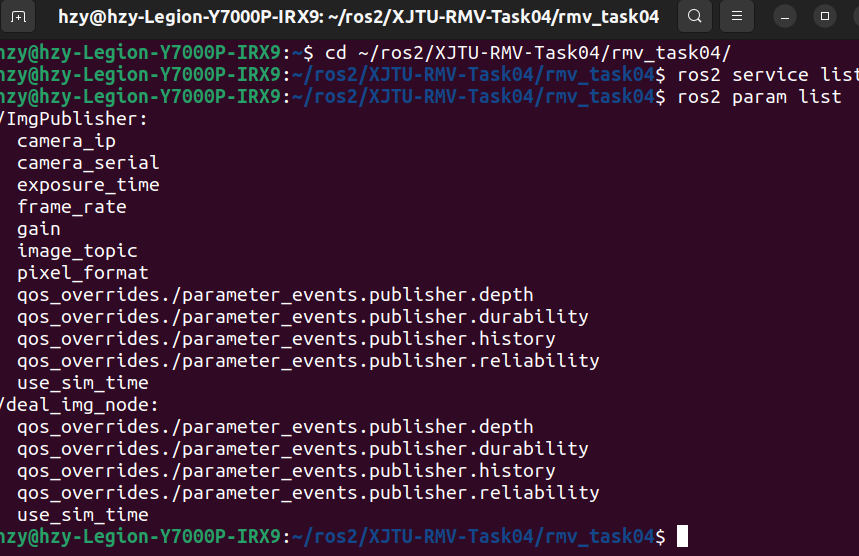 hzy@hzy-Legion-Y7000P-IRX9: ~/ros2/XJTU-RMV-Task04/rmv_task04
hzy@hzy-Legion-Y7000P-IRX9:~$ cd ~/ros2/XJTU-RMV-Task04/rmv_task04/
hzy@hzy-Legion-Y7000P-IRX9:~/ros2/XJTU-RMV-Task04/rmv_task04$ ros2 service list
hzy@hzy-Legion-Y7000P-IRX9:~/ros2/XJTU-RMV-Task04/rmv_task04$ ros2 param list
/ImgPublisher:
  camera_ip
  camera_serial
  exposure_time
  frame_rate
  gain
  image_topic
  pixel_format
  qos_overrides./parameter_events.publisher.depth
  qos_overrides./parameter_events.publisher.durability
  qos_overrides./parameter_events.publisher.history
  qos_overrides./parameter_events.publisher.reliability
  use_sim_time
/deal_img_node:
  qos_overrides./parameter_events.publisher.depth
  qos_overrides./parameter_events.publisher.durability
  qos_overrides./parameter_events.publisher.history
  qos_overrides./parameter_events.publisher.reliability
  use_sim_time
hzy@hzy-Legion-Y7000P-IRX9:~/ros2/XJTU-RMV-Task04/rmv_task04$